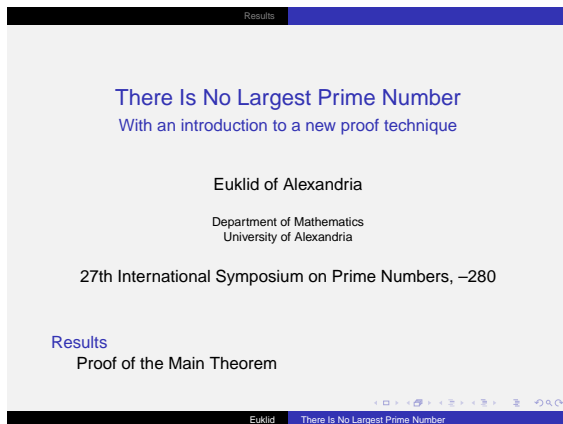 Results
There Is No Largest Prime Number
With an introduction to a new proof technique
Euklid of Alexandria
Department of Mathematics
University of Alexandria
27th International Symposium on Prime Numbers, –280
Results
Proof of the Main Theorem
Euklid There Is No Largest Prime Number